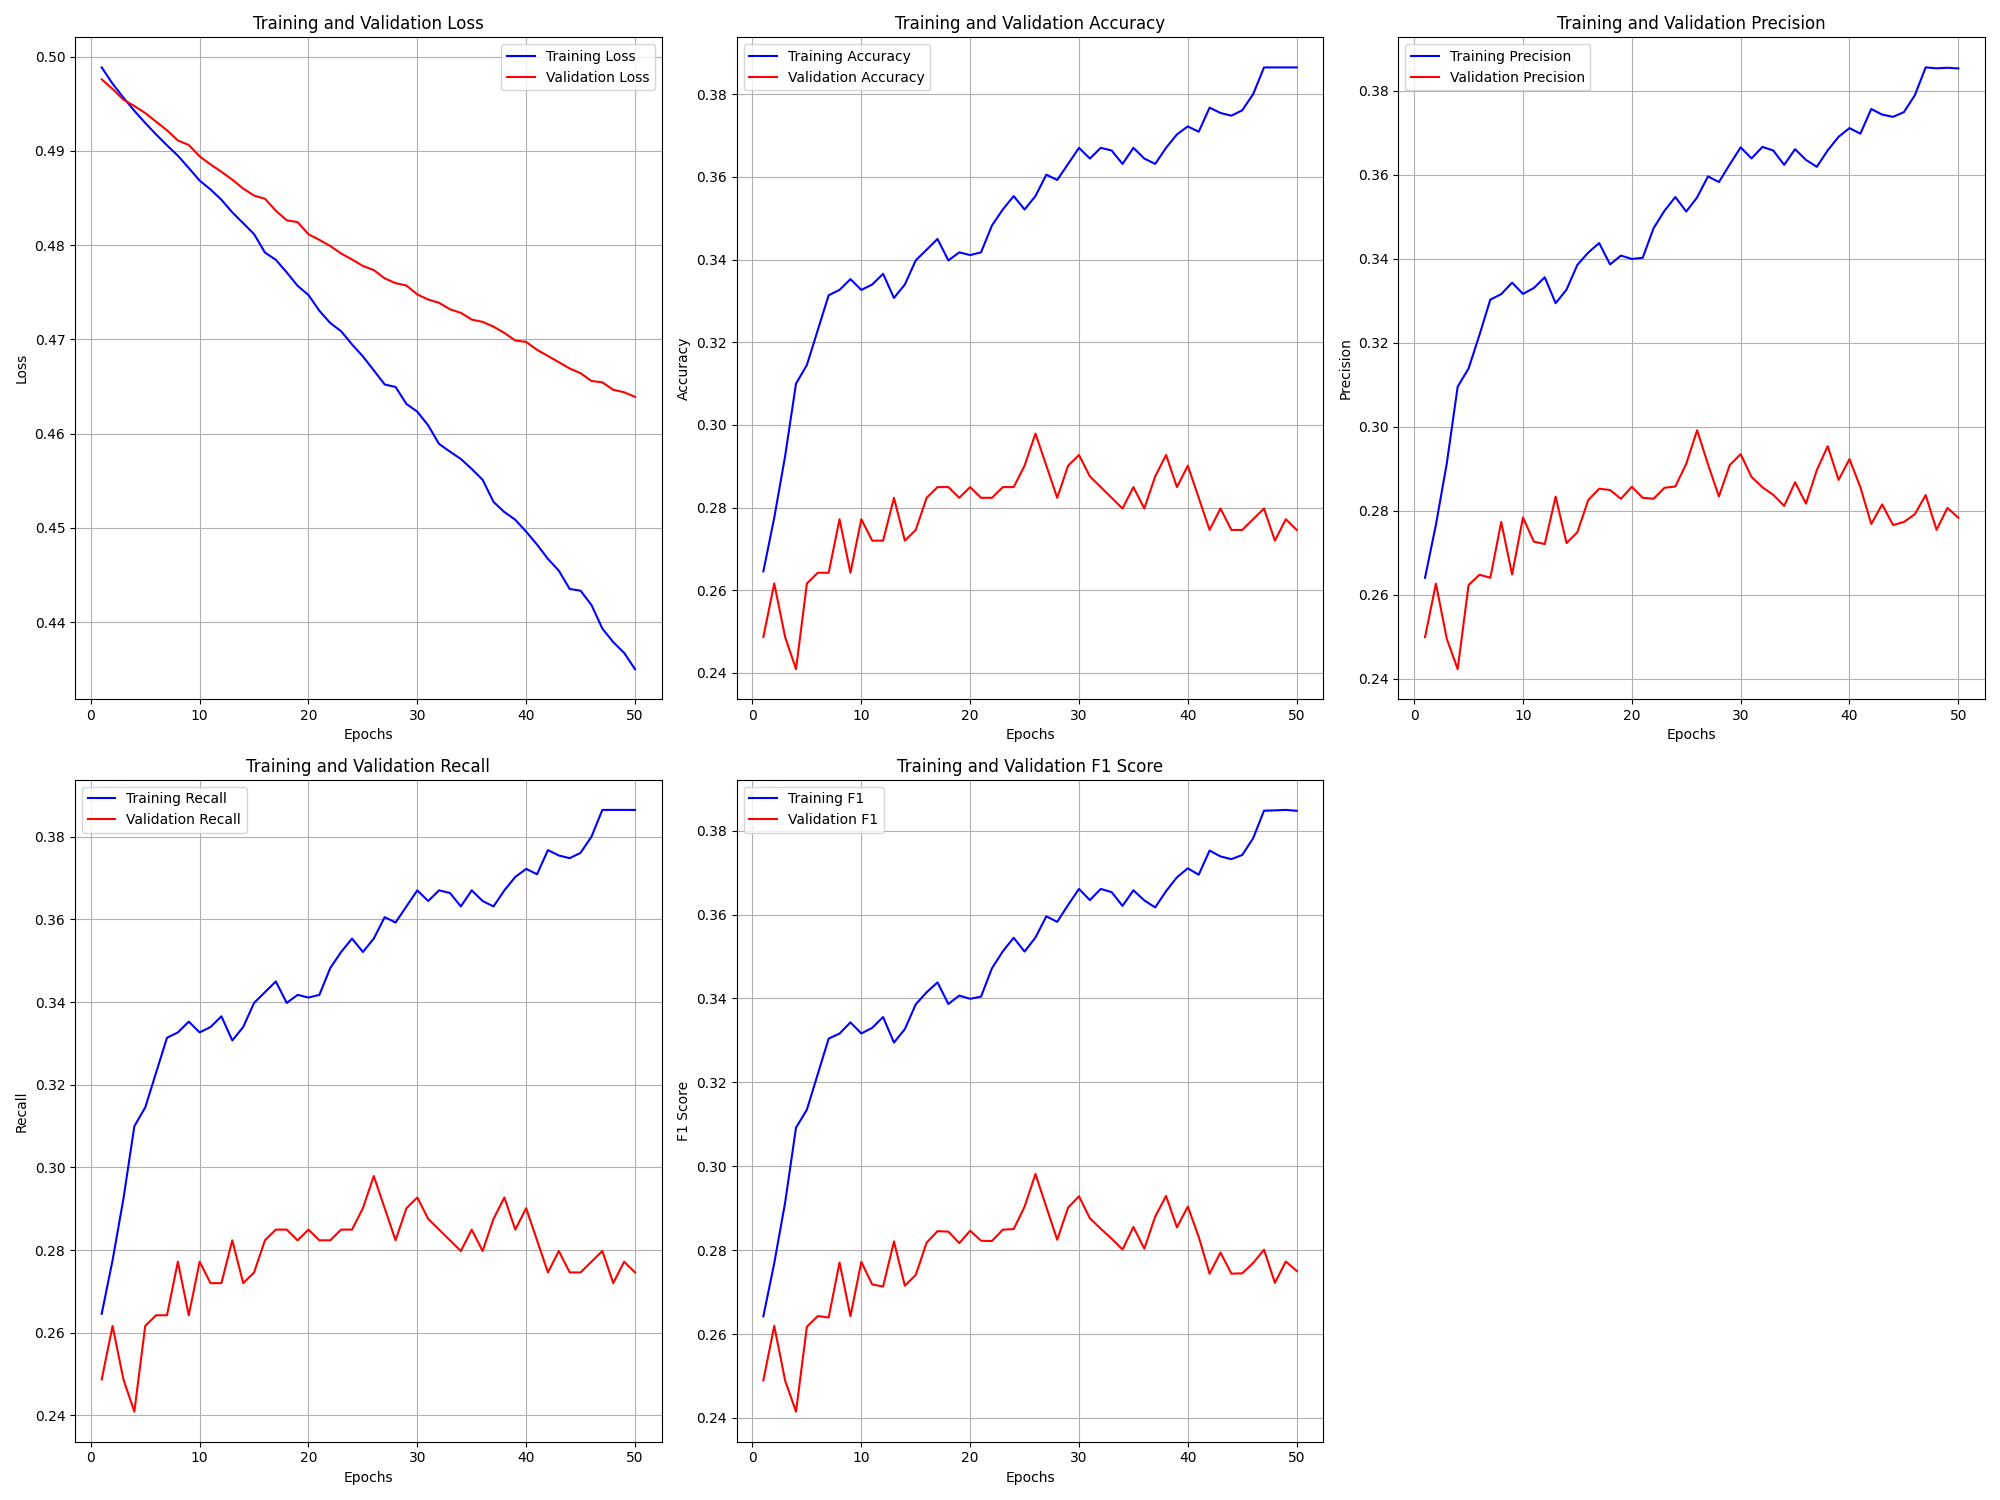 Training and Validation Loss
Training Loss
Validation Loss
0.50
0.49
0.48
0.47
0.46
0.45
0.44
Loss
0 10 20 30 40 50
Epochs
Training and Validation Accuracy
Training Accuracy
Validation Accuracy
0.38
0.36
0.34
0.32
0.30
0.28
0.26
0.24
Accuracy
0 10 20 30 40 50
Epochs
Training and Validation Precision
Training Precision
Validation Precision
0.38
0.36
0.34
0.32
0.30
0.28
0.26
0.24
Precision
0 10 20 30 40 50
Epochs
Training and Validation Recall
Training Recall
Validation Recall
0.38
0.36
0.34
0.32
0.30
0.28
0.26
0.24
Recall
0 10 20 30 40 50
Epochs
Training and Validation F1 Score
Training F1
Validation F1
0.38
0.36
0.34
0.32
0.30
0.28
0.26
0.24
F1 Score
0 10 20 30 40 50
Epochs